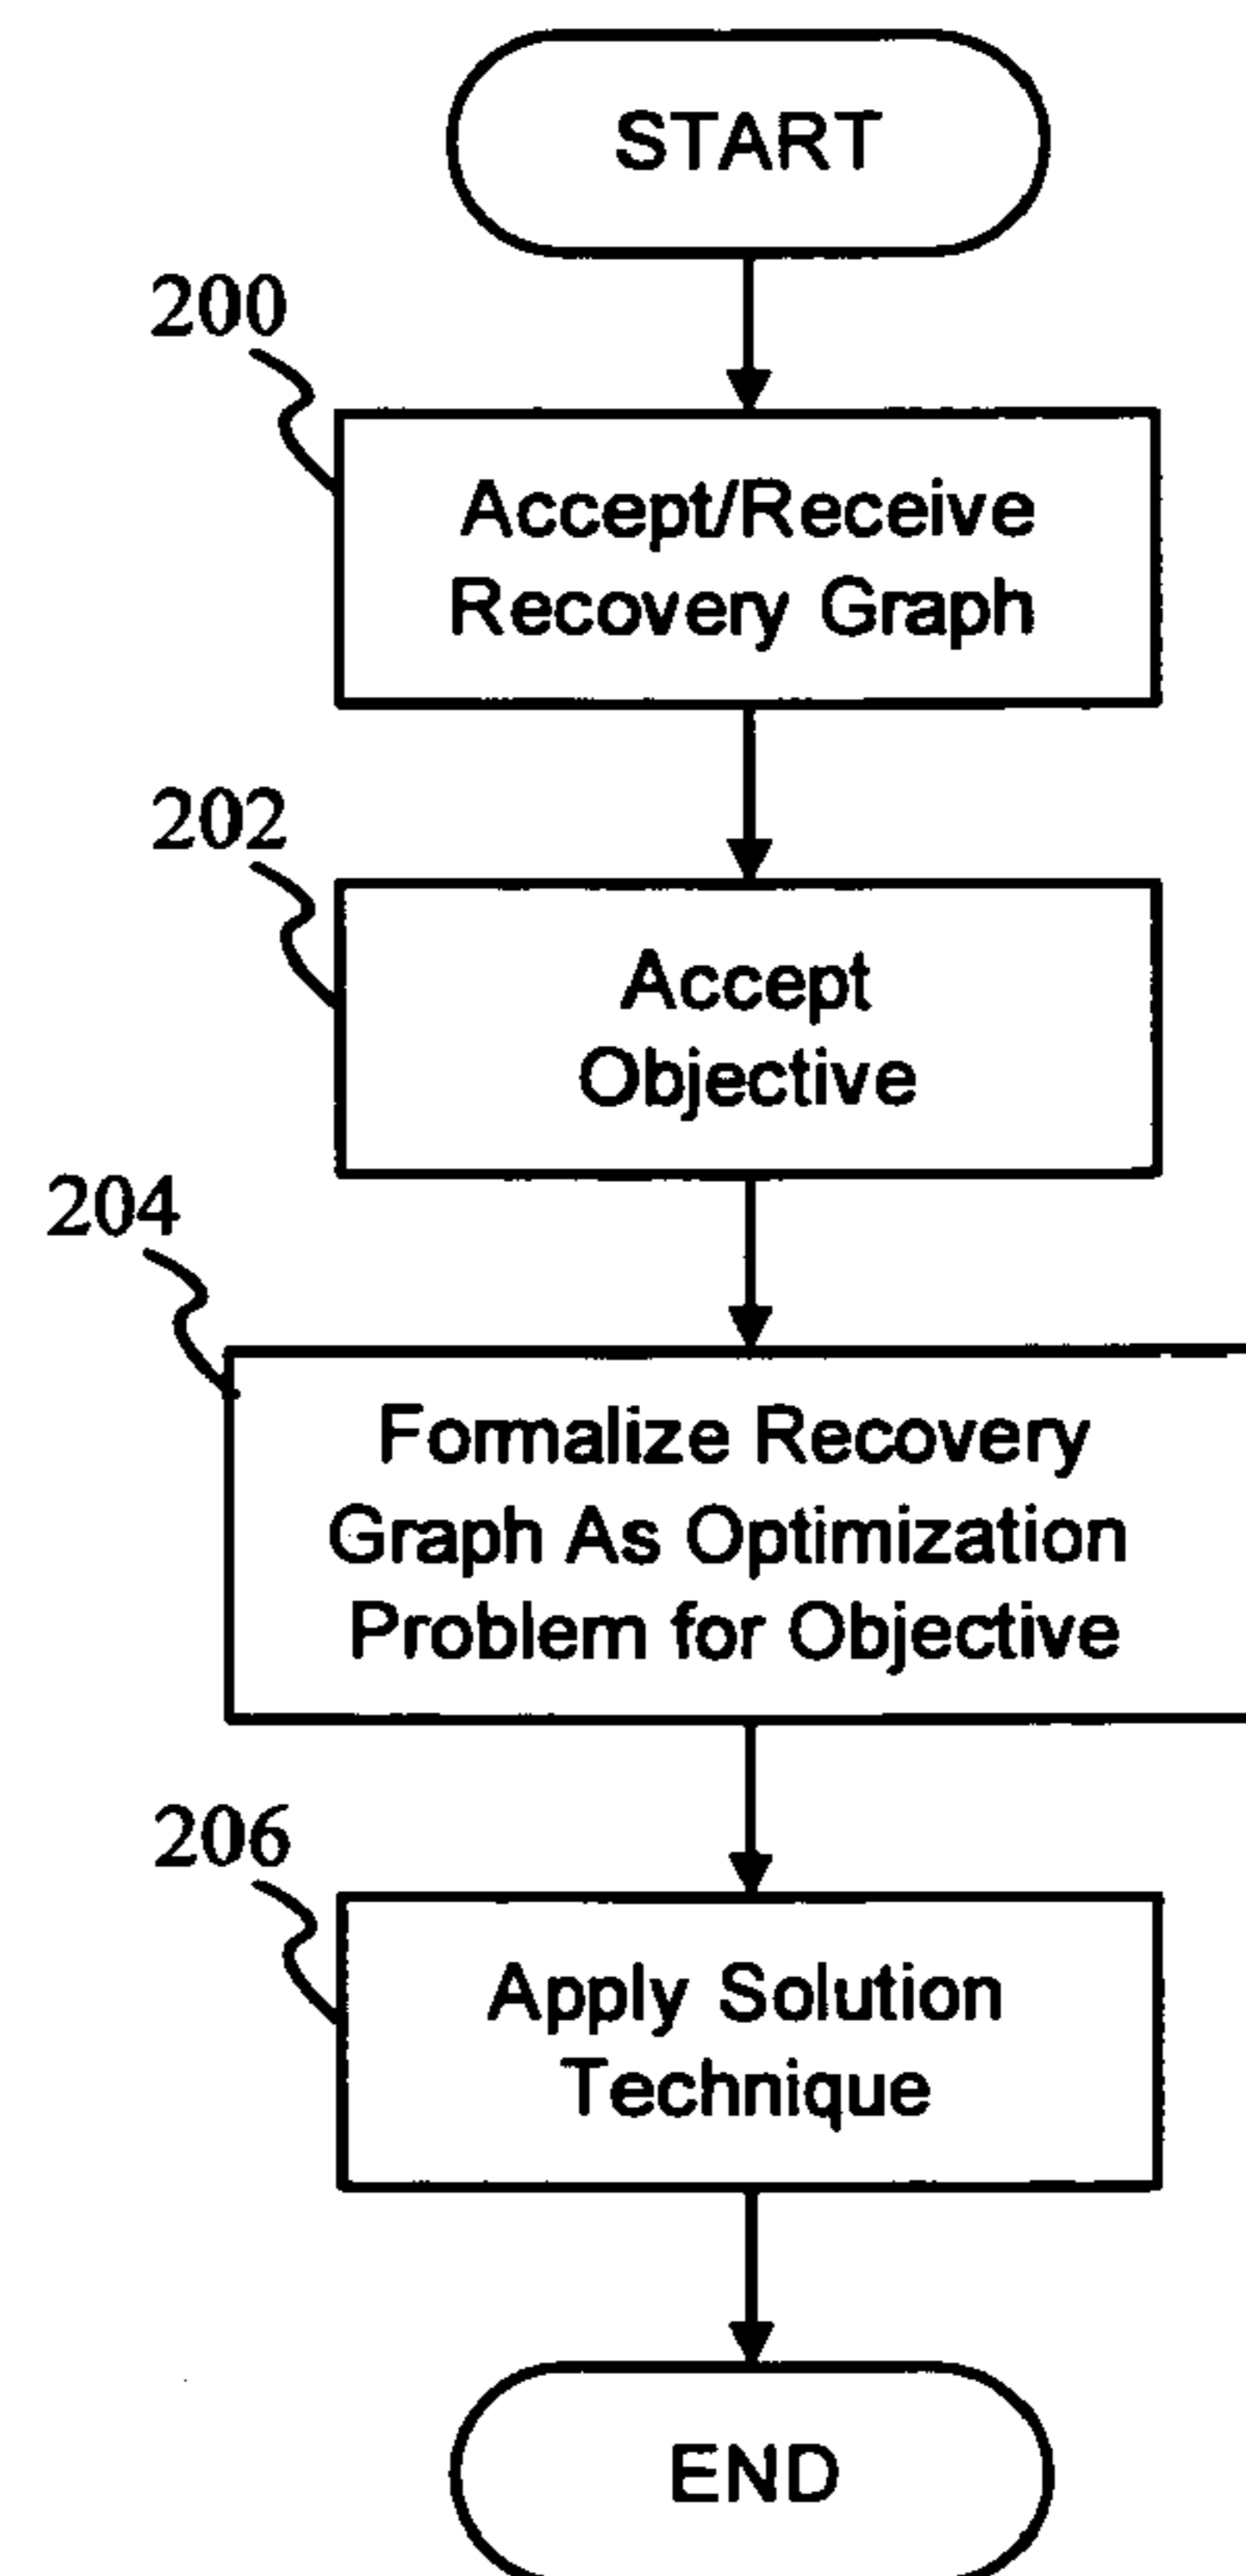 START
200
Accept/Receive
Recovery Graph
202
Accept
Objective
204
Formalize Recovery
Graph As Optimization
Problem for Objective
206
Apply Solution
Technique
END